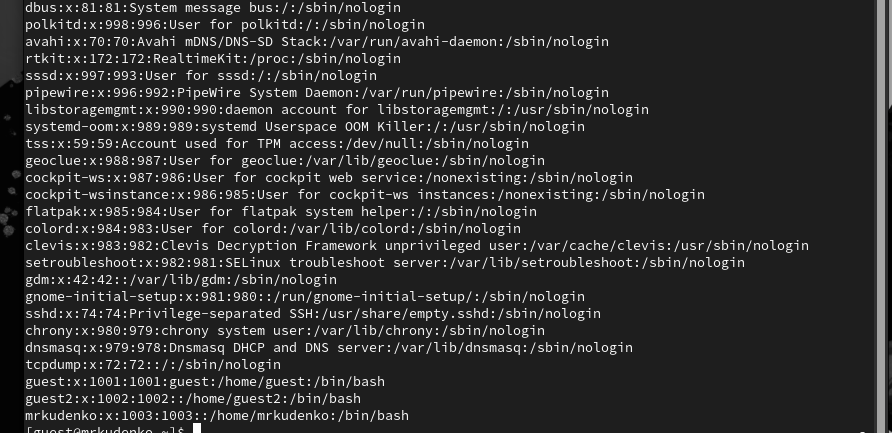 dbus:x:81:81:System message bus:/:/sbin/nologin
polkitd:x:998:996:User for polkitd:/:/sbin/nologin
avahi:x:70:70:Avahi mDNS/DNS-SD Stack:/var/run/avahi-daemon:/sbin/nologin
rtkit:x:172:172:RealtimeKit:/proc:/sbin/nologin
sssd:x:997:993:User for sssd:/:/sbin/nologin
pipewire:x:996:992:PipeWire System Daemon:/var/run/pipewire:/sbin/nologin
libstoragemgmt:x:990:990:daemon account for libstoragemgmt:/:/usr/sbin/nologin
systemd-oom:x:989:989:systemd Userspace OOM Killer:/:/usr/sbin/nologin
tss:x:59:59:Account used for TPM access:/dev/null:/sbin/nologin
geoclue:x:988:987:User for geoclue:/var/lib/geoclue:/sbin/nologin
cockpit-ws:x:987:986:User for cockpit web service:/nonexisting:/sbin/nologin
cockpit-wsinstance:x:986:985:User for cockpit-ws instances:/nonexisting:/sbin/nologin
flatpak:x:985:984:User for flatpak system helper:/:/sbin/nologin
colord:x:984:983:User for colord:/var/lib/colord:/sbin/nologin
clevis:x:983:982:Clevis Decryption Framework unprivileged user:/var/cache/clevis:/usr/sbin/nologin
setroubleshoot:x:982:981:SELinux troubleshoot server:/var/lib/setroubleshoot:/sbin/nologin
gdm:x:42:42::/var/lib/gdm:/sbin/nologin
gnome-initial-setup:x:981:980::/run/gnome-initial-setup/:/sbin/nologin
sshd:x:74:74:Privilege-separated SSH:/usr/share/empty.sshd:/sbin/nologin
chrony:x:980:979:chrony system user:/var/lib/chrony:/sbin/nologin
dnsmasq:x:979:978:Dnsmasq DHCP and DNS server:/var/lib/dnsmasq:/sbin/nologin
tcpdump:x:72:72::/:/sbin/nologin
guest:x:1001:1001:guest:/home/guest:/bin/bash
guest2:x:1002:1002::/home/guest2:/bin/bash
mrkudenko:x:1003:1003::/home/mrkudenko:/bin/bash
[guest@mrkudenko ~]$